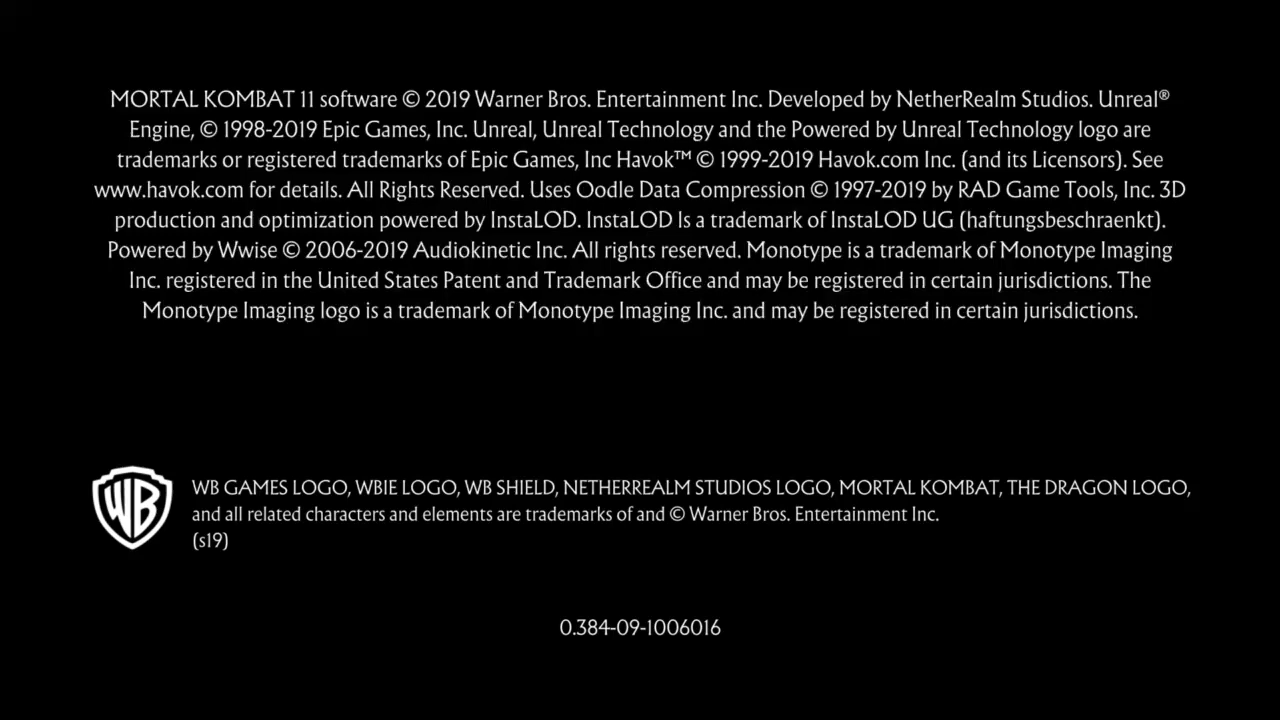 MORTAL KOMBAT 11 software © 2019 Warner Bros. Entertainment Inc. Developed by NetherRealm Studios. Unreal®
Engine, © 1998-2019 Epic Games, Inc. Unreal, Unreal Technology and the Powered by Unreal Technology logo are
trademarks or registered trademarks of Epic Games, Inc Havok™ © 1999-2019 Havok.com Inc. (and its Licensors). See
www.havok.com for details. All Rights Reserved. Uses Oodle Data Compression © 1997-2019 by RAD Game Tools, Inc. 3D
production and optimization powered by InstaLOD. InstaLOD Is a trademark of InstaLOD UG (haftungsbeschraenkt).
Powered by Wwise © 2006-2019 Audiokinetic Inc. All rights reserved. Monotype is a trademark of Monotype Imaging
Inc. registered in the United States Patent and Trademark Office and may be registered in certain jurisdictions. The
Monotype Imaging logo is a trademark of Monotype Imaging Inc. and may be registered in certain jurisdictions.
WB
WB GAMES LOGO, WBIE LOGO, WB SHIELD, NETHERREALM STUDIOS LOGO, MORTAL KOMBAT, THE DRAGON LOGO,
and all related characters and elements are trademarks of and © Warner Bros. Entertainment Inc.
(s19)
0.384-09-1006016